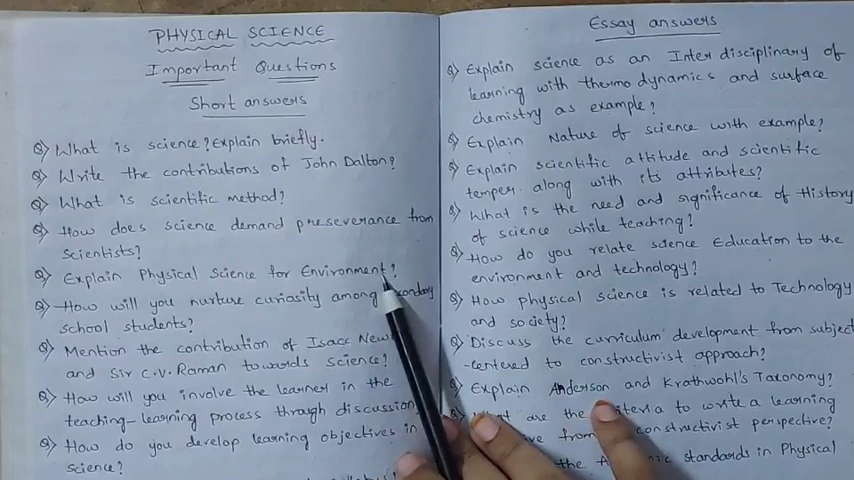 PHYSICAL SCIENCE
Important Questions
Short answers
Q> What is science? Explain briefly.
Q> Write the contributions of John Dalton?
Q> What is scientific method?
Q> How does science demand preseverance from
scientists?
Q> Explain Physical Science for Environment?
Q> How will you nurture curiosity among
school students?
Q> Mention the contribution of Isacc
and Sir C.V. Raman towards science?
Q> How will you involve the learner in the
teaching-learning process through discussion
Q> How do you develop learning objectives in
science?
Essay answers
Q> Explain science as an Inter disciplinary of
learning with thermo dynamics and surface
chemistry as example?
Q> Explain Nature of science with example?
Q> Explain scientific attitude and scientific
temper along with its attributes?
Q> What is the need and significance of History
of science while teaching?
Q> How do you relate science Education to the
environment and technology?
Q> How physical science is related to Technology
and society?
Q> Discuss the curriculum development from subject
-centered to constructivist approach?
Q> Explain Anderson and Krathwohl's Taxonomy?
are the to write a learning
from constructivist perspective?
the standards in Physical